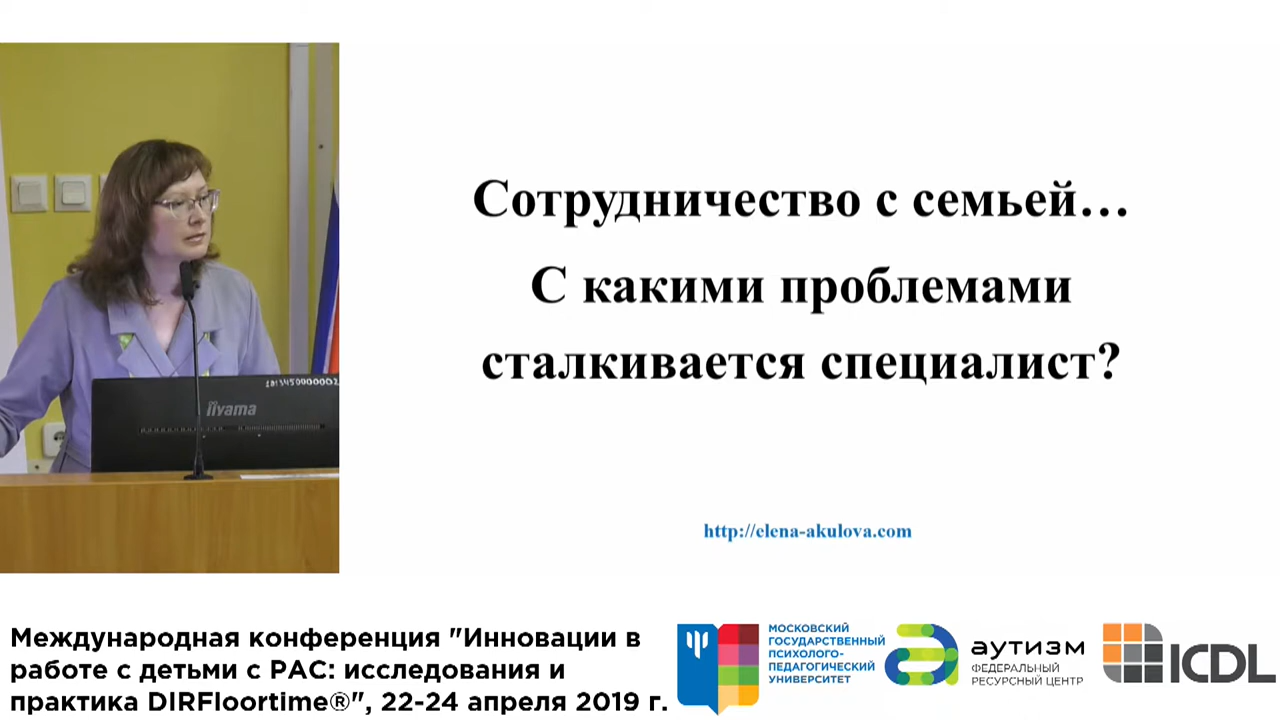 Сотрудничество с семьей…
С какими проблемами
сталкивается специалист?
http://elena-akulova.com
iiyama
Международная конференция "Инновации в
работе с детьми с РАС: исследования и
практика DIRFloortime®", 22-24 апреля 2019 г.
МОСКОВСКИЙ
ГОСУДАРСТВЕННЫЙ
ПСИХОЛОГО-
ПЕДАГОГИЧЕСКИЙ
УНИВЕРСИТЕТ
аутизм
ФЕДЕРАЛЬНЫЙ
РЕСУРСНЫЙ ЦЕНТР
ICDL